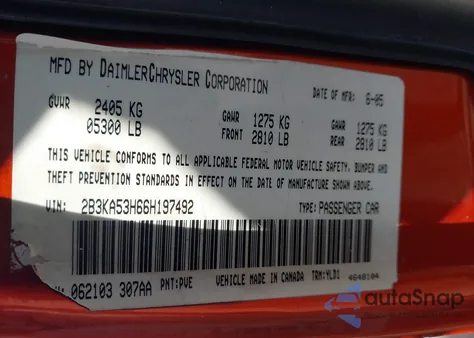 MFD BY DAIMLERCHRYSLER CORPORATION
DATE OF MFR: 6-05
GVWR 2405 KG
05300 LB
GAWR 1275 KG
FRONT 2810 LB
GAWR 1275 KG
REAR 2810 LB
THIS VEHICLE CONFORMS TO ALL APPLICABLE FEDERAL MOTOR VEHICLE SAFETY, BUMPER AND
THEFT PREVENTION STANDARDS IN EFFECT ON THE DATE OF MANUFACTURE SHOWN ABOVE.
VIN: 2B3KA53H66H197492
TYPE: PASSENGER CAR
062103 307AA
PNT:PVE
VEHICLE MADE IN CANADA
TRM:YLD1
4648104
autoSnap